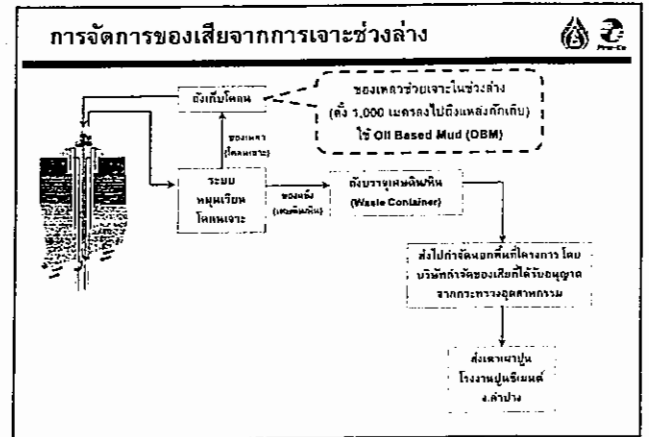 การจัดการของเสียจากการเจาะช่วงล่าง
Pro-En
ถังเก็บโคลน
ของเหลวช่วยเจาะในช่วงล่าง
(ตั้ง 1,000 เมตรลงไปถึงแหล่งกักเก็บ)
ใช้ Oil Based Mud (OBM)
ของเหลว
(โคลนเจาะ)
ระบบ
หมุนเวียน
โคลนเจาะ
ของแข็ง
(เศษดิน/หิน)
ถังบรรจุเศษดิน/หิน
(Waste Container)
ส่งไปกำจัดนอกพื้นที่โครงการ โดย
บริษัทกำจัดของเสียที่ได้รับอนุญาต
จากกระทรวงอุตสาหกรรม
ส่งเตาเผาปูน
โรงงานปูนซีเมนต์
จ.ลำปาง